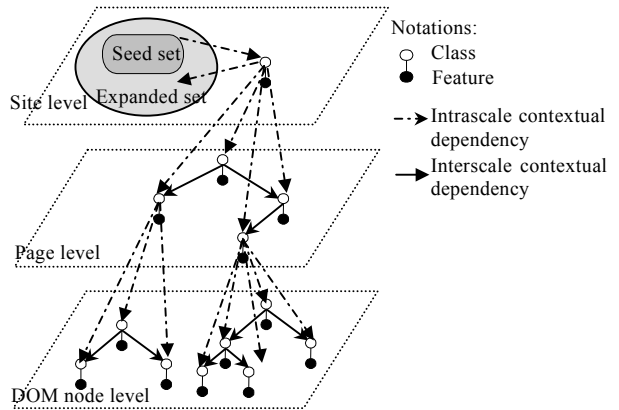 Notations:
Class
Feature
Intrascale contextual
dependency
Interscale contextual
dependency
Seed set
Expanded set
Site level
Page level
DOM node level